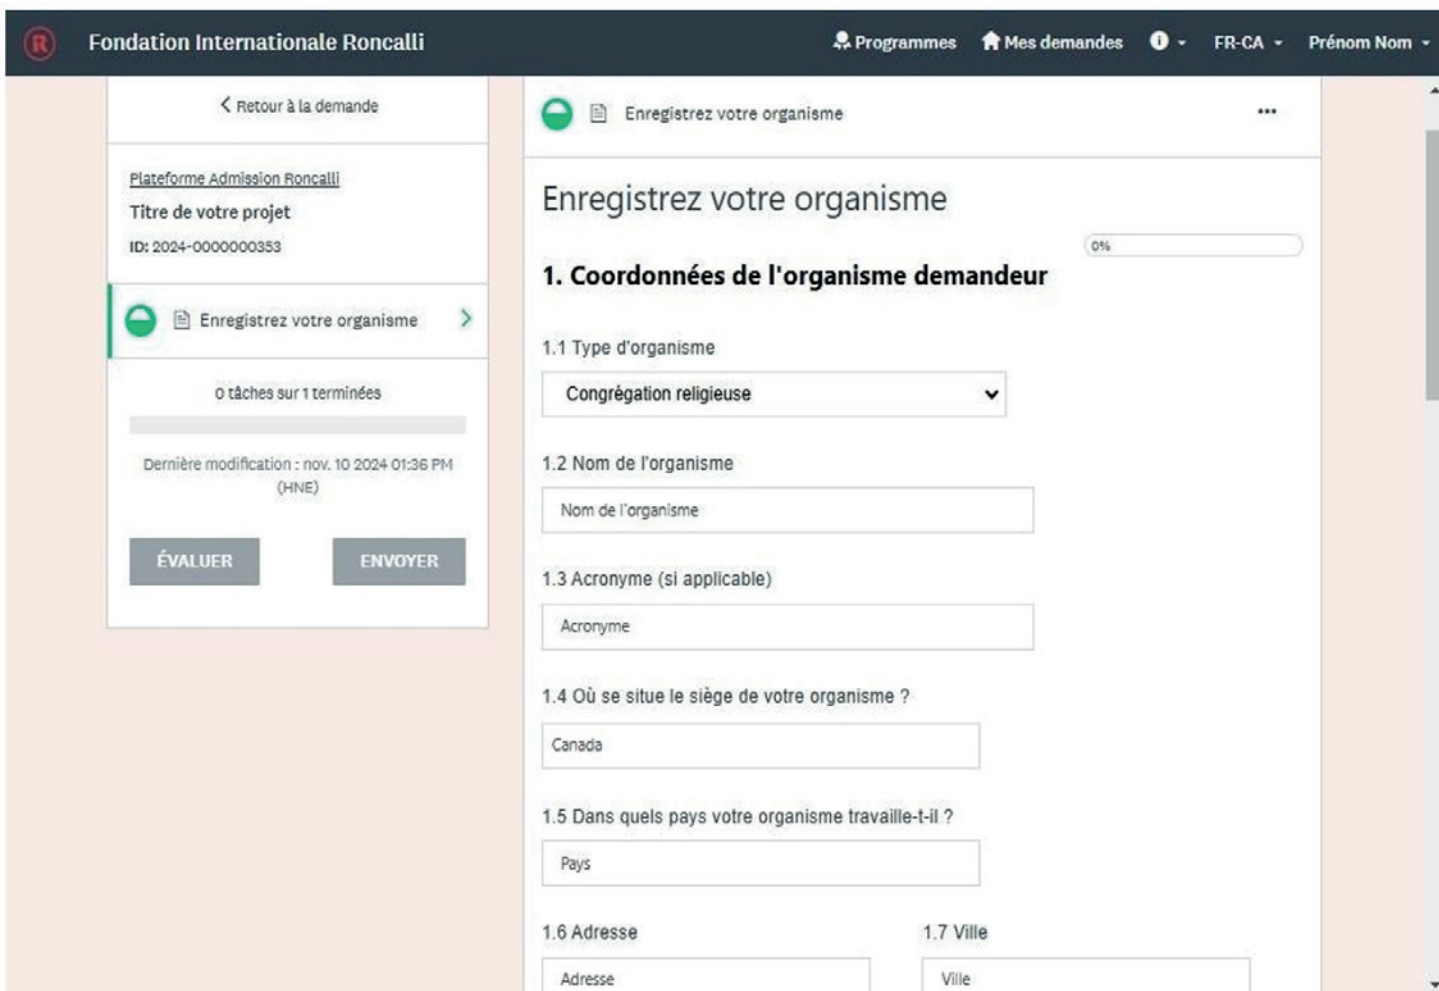 R
Fondation Internationale Roncalli
Programmes
Mes demandes
FR-CA
Prénom Nom
Retour à la demande
Plateforme Admission Roncalli
Titre de votre projet
ID: 2024-0000000353
Enregistrez votre organisme
0 tâches sur 1 terminées
Dernière modification : nov. 10 2024 01:36 PM
(HNE)
ÉVALUER
ENVOYER
Enregistrez votre organisme
...
Enregistrez votre organisme
0%
1. Coordonnées de l'organisme demandeur
1.1 Type d'organisme
Congrégation religieuse
1.2 Nom de l'organisme
Nom de l'organisme
1.3 Acronyme (si applicable)
Acronyme
1.4 Où se situe le siège de votre organisme ?
Canada
1.5 Dans quels pays votre organisme travaille-t-il ?
Pays
1.6 Adresse
Adresse
1.7 Ville
Ville